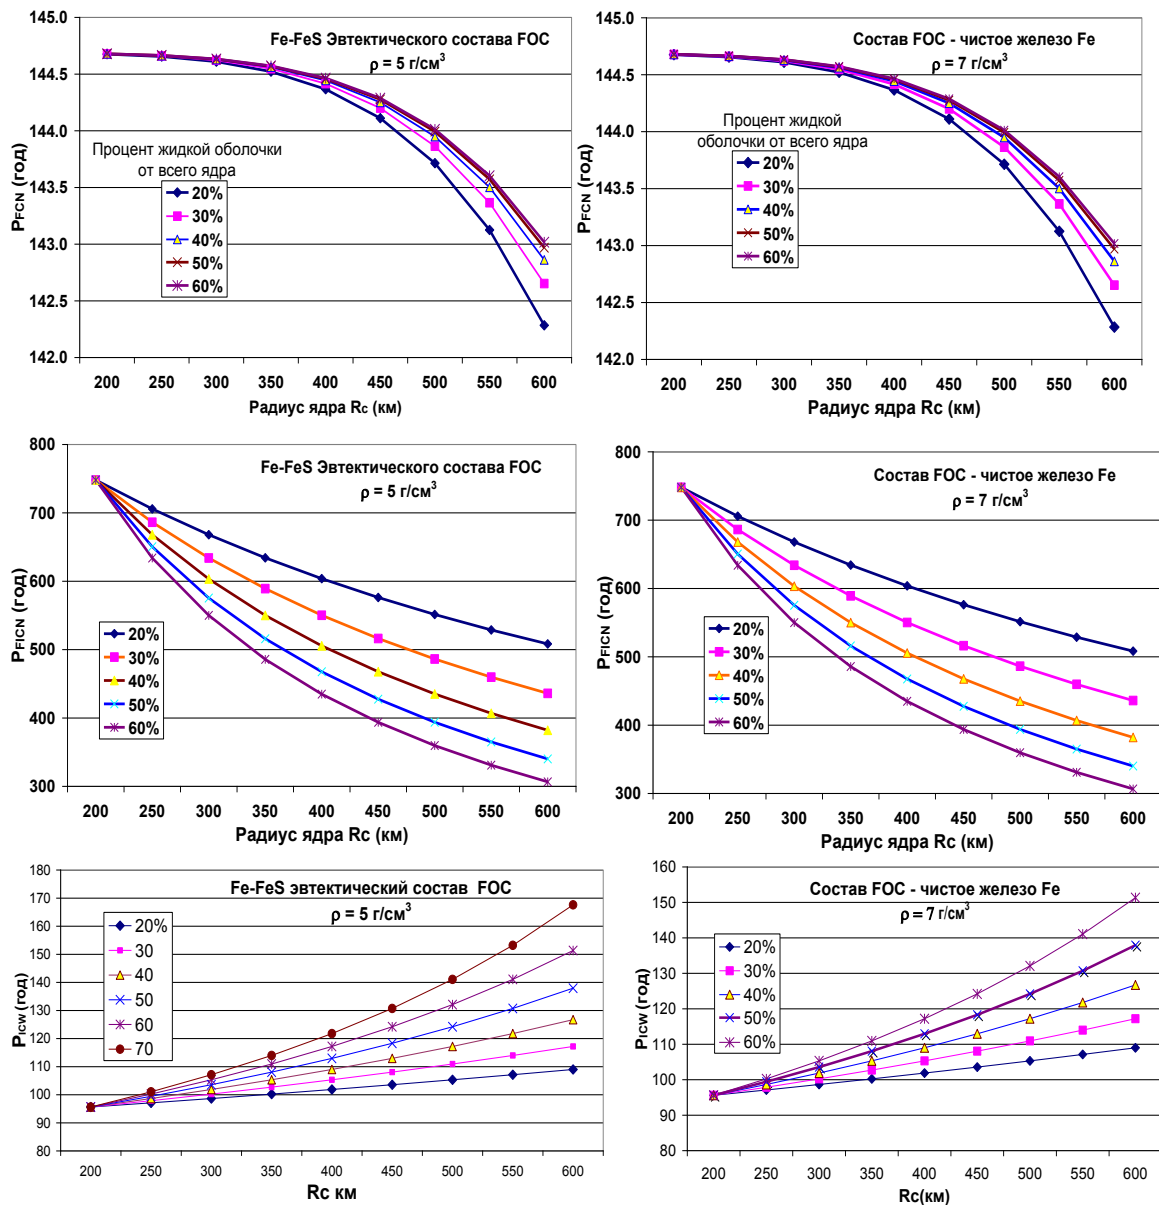 145.0
144.5
144.0
143.5
143.0
142.5
142.0
PFCN (год)
Fe-FeS Эвтектического состава FOC
ρ = 5 г/см³
Процент жидкой оболочки
от всего ядра
20%
30%
40%
50%
60%
200 250 300 350 400 450 500 550 600
Радиус ядра Rc (км)
145.0
144.5
144.0
143.5
143.0
142.5
142.0
PFCN (год)
Состав FOC - чистое железо Fe
ρ = 7 г/см³
Процент жидкой
оболочки от всего ядра
20%
30%
40%
50%
60%
200 250 300 350 400 450 500 550 600
Радиус ядра Rc (км)
800
700
600
500
400
300
PFICN (год)
Fe-FeS Эвтектического состава FOC
ρ = 5 г/см³
20%
30%
40%
50%
60%
200 250 300 350 400 450 500 550 600
Радиус ядра Rc (км)
800
700
600
500
400
300
PFICN (год)
Состав FOC - чистое железо Fe
ρ = 7 г/см³
20%
30%
40%
50%
60%
200 250 300 350 400 450 500 550 600
Радиус ядра Rc (км)
180
170
160
150
140
130
120
110
100
90
80
PICW (год)
Fe-FeS эвтектический состав FOC
ρ = 5 г/см³
20%
30
40
50
60
70
200 250 300 350 400 450 500 550 600
Rc км
160
150
140
130
120
110
100
90
80
PICW (год)
Состав FOC - чистое железо Fe
ρ = 7 г/см³
20%
30%
40%
50%
60%
200 250 300 350 400 450 500 550 600
Rc(км)